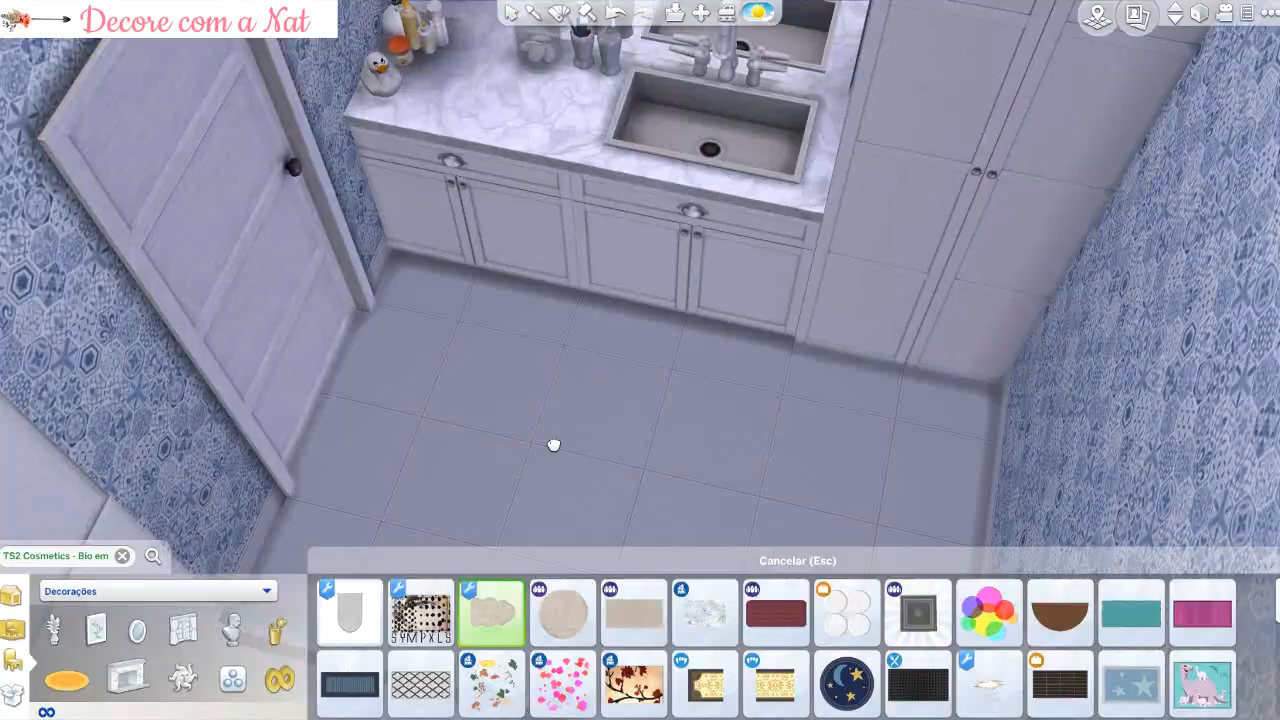 Decore com a Nat
Cancelar (Esc)
TS2 Cosmetics - Bio em
Decorações
SYMPXLS